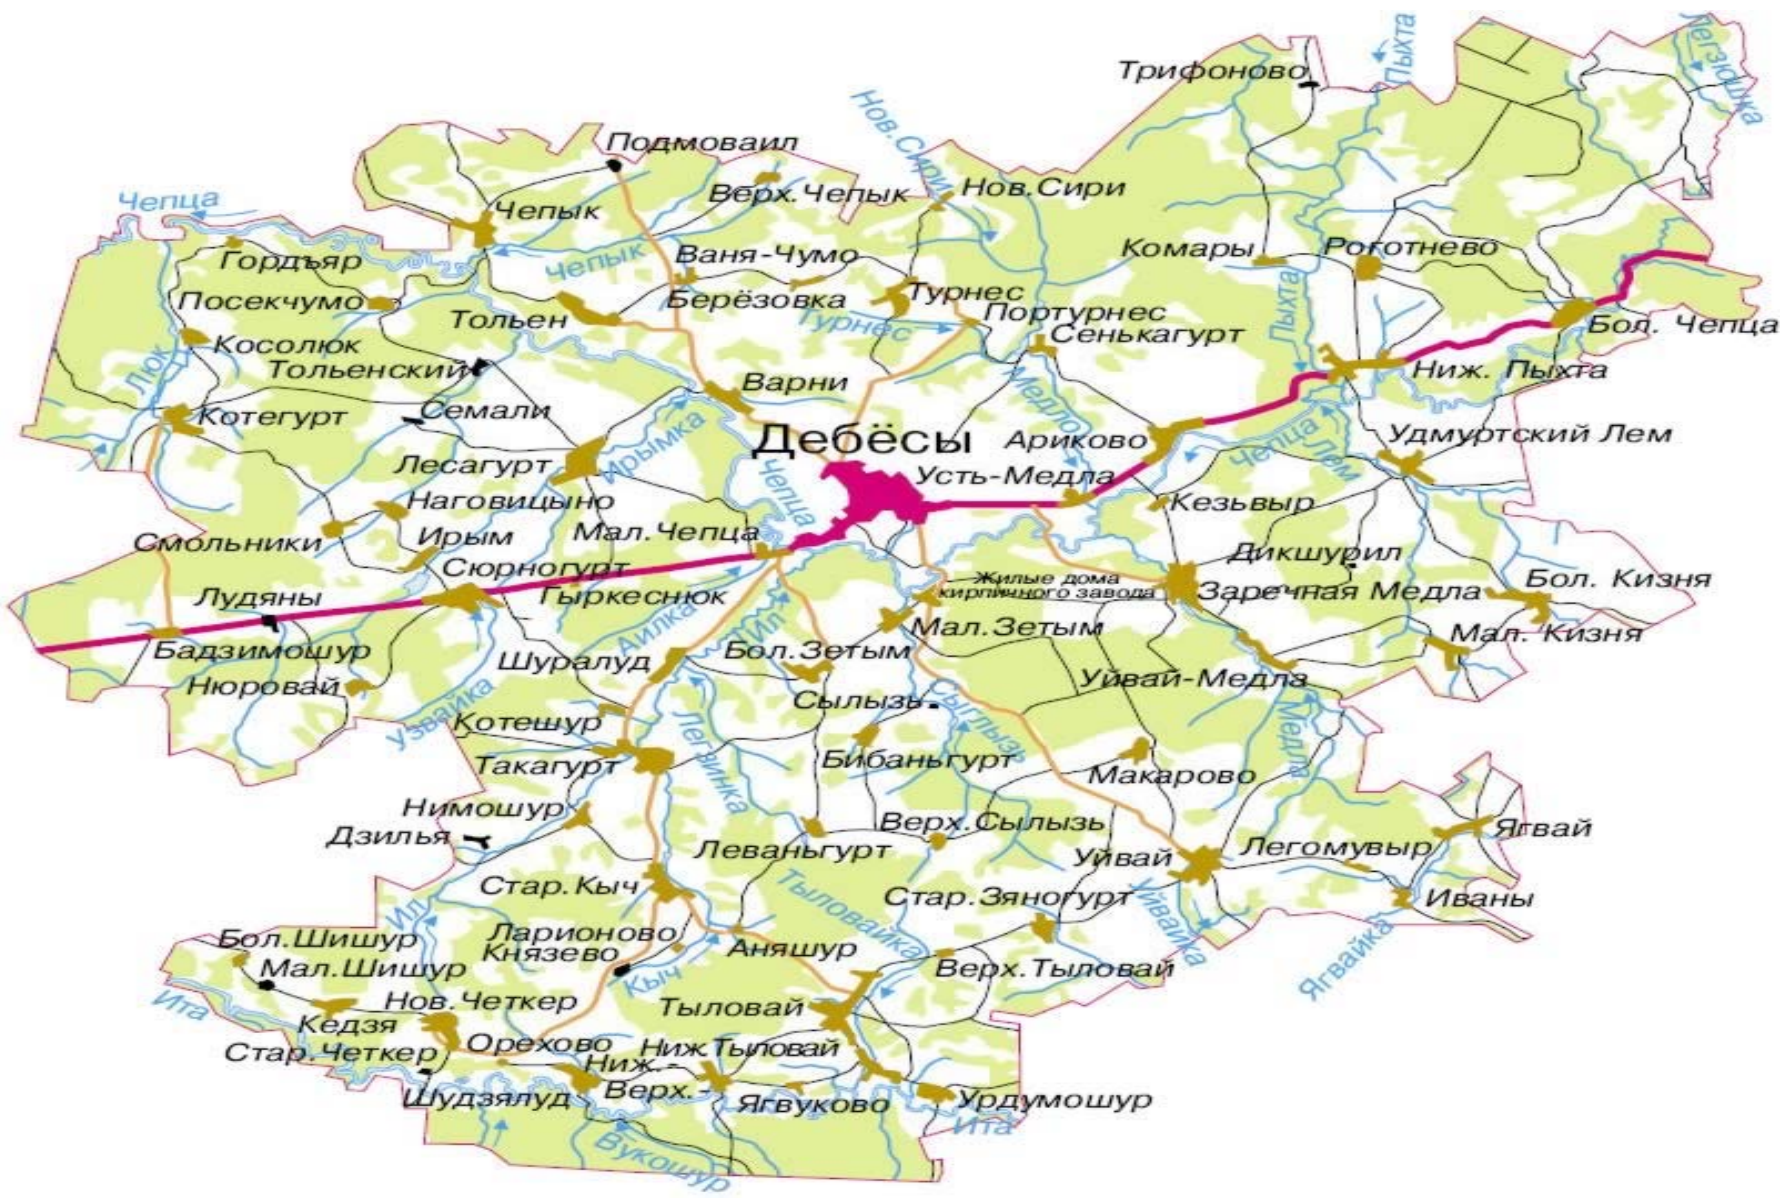 Трифоново
Пыхта
Легзюшка
Нов.Сири
Подмоваил
Верх.Чепык
Нов.Сири
Чепца
Чепык
Ваня-Чумо
Комары
Роготнево
Гордъяр
Чепык
Посекчумо
Берёзовка
Турнес
Портурнес
Пыхта
Тольен
Турнес
Сенькагурт
Бол. Чепца
Косолюк
Люк
Тольенский
Варни
Медло
Ниж. Пыхта
Котегурт
Семали
Дебёсы
Ариково
Чепца
Лем
Удмуртский Лем
Лесагурт
Ирымка
Чепца
Усть-Медла
Наговицыно
Кезьвыр
Смольники
Ирым
Мал.Чепца
Дикшурил
Сюрногурт
Жилые дома
кирпичного завода
Заречная Медла
Бол. Кизня
Лудяны
Гыркеснюк
Аилка
Ил
Мал.Зетым
Мал. Кизня
Бадзимошур
Шуралуд
Бол.Зетым
Уйвай-Медла
Нюровай
Узвайка
Сылызь
Сыглызь
Медла
Котешур
Легзинка
Такагурт
Бибаньгурт
Макарово
Нимошур
Дзилья
Верх.Сылызь
Ягвай
Леваньгурт
Уйвай
Легомувыр
Стар.Кыч
Тыловайка
Стар.Зяногурт
Уйвайка
Иваны
Ил
Бол.Шишур
Ларионово
Князево
Аняшур
Ягвайка
Мал.Шишур
Кыч
Верх.Тыловай
Ита
Нов.Четкер
Тыловай
Кедзя
Стар.Четкер
Орехово
Ниж.Тыловай
Ниж.-
Верх.-
Шудзялуд
Ягвуково
Урдумошур
Ита
Вукошур